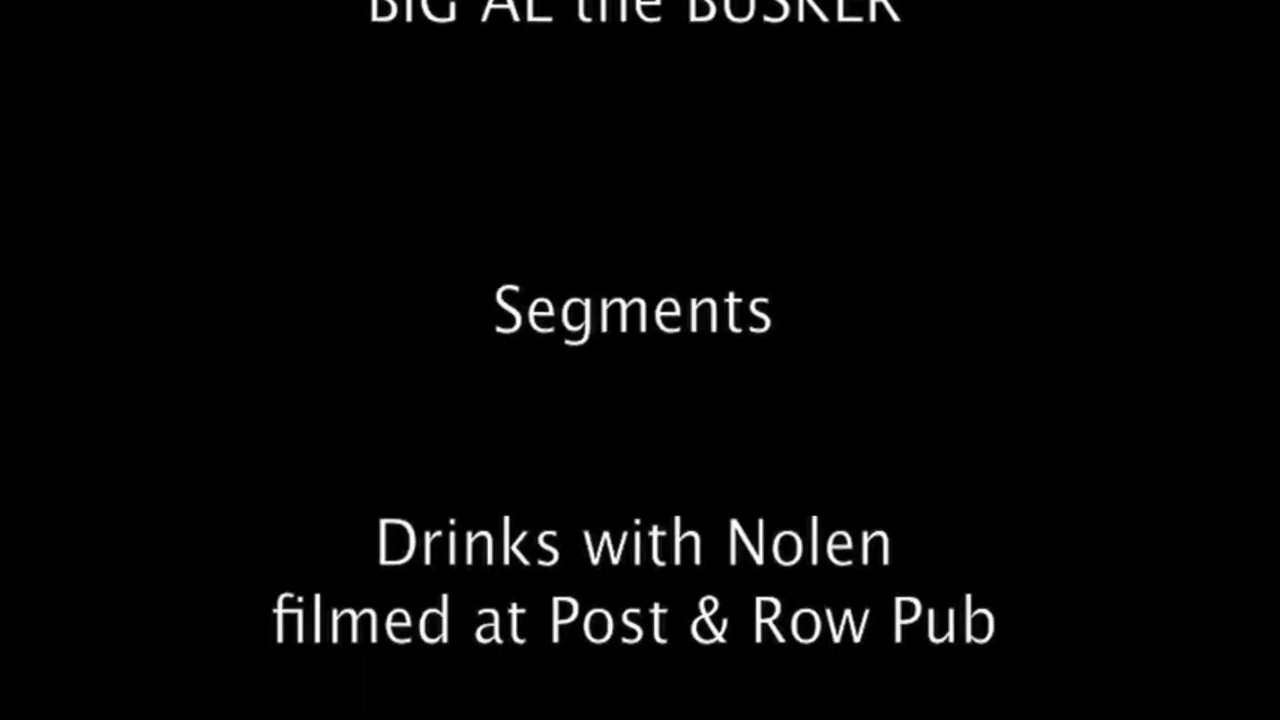 BIG AL the BUSKER
Segments
Drinks with Nolen
filmed at Post & Row Pub